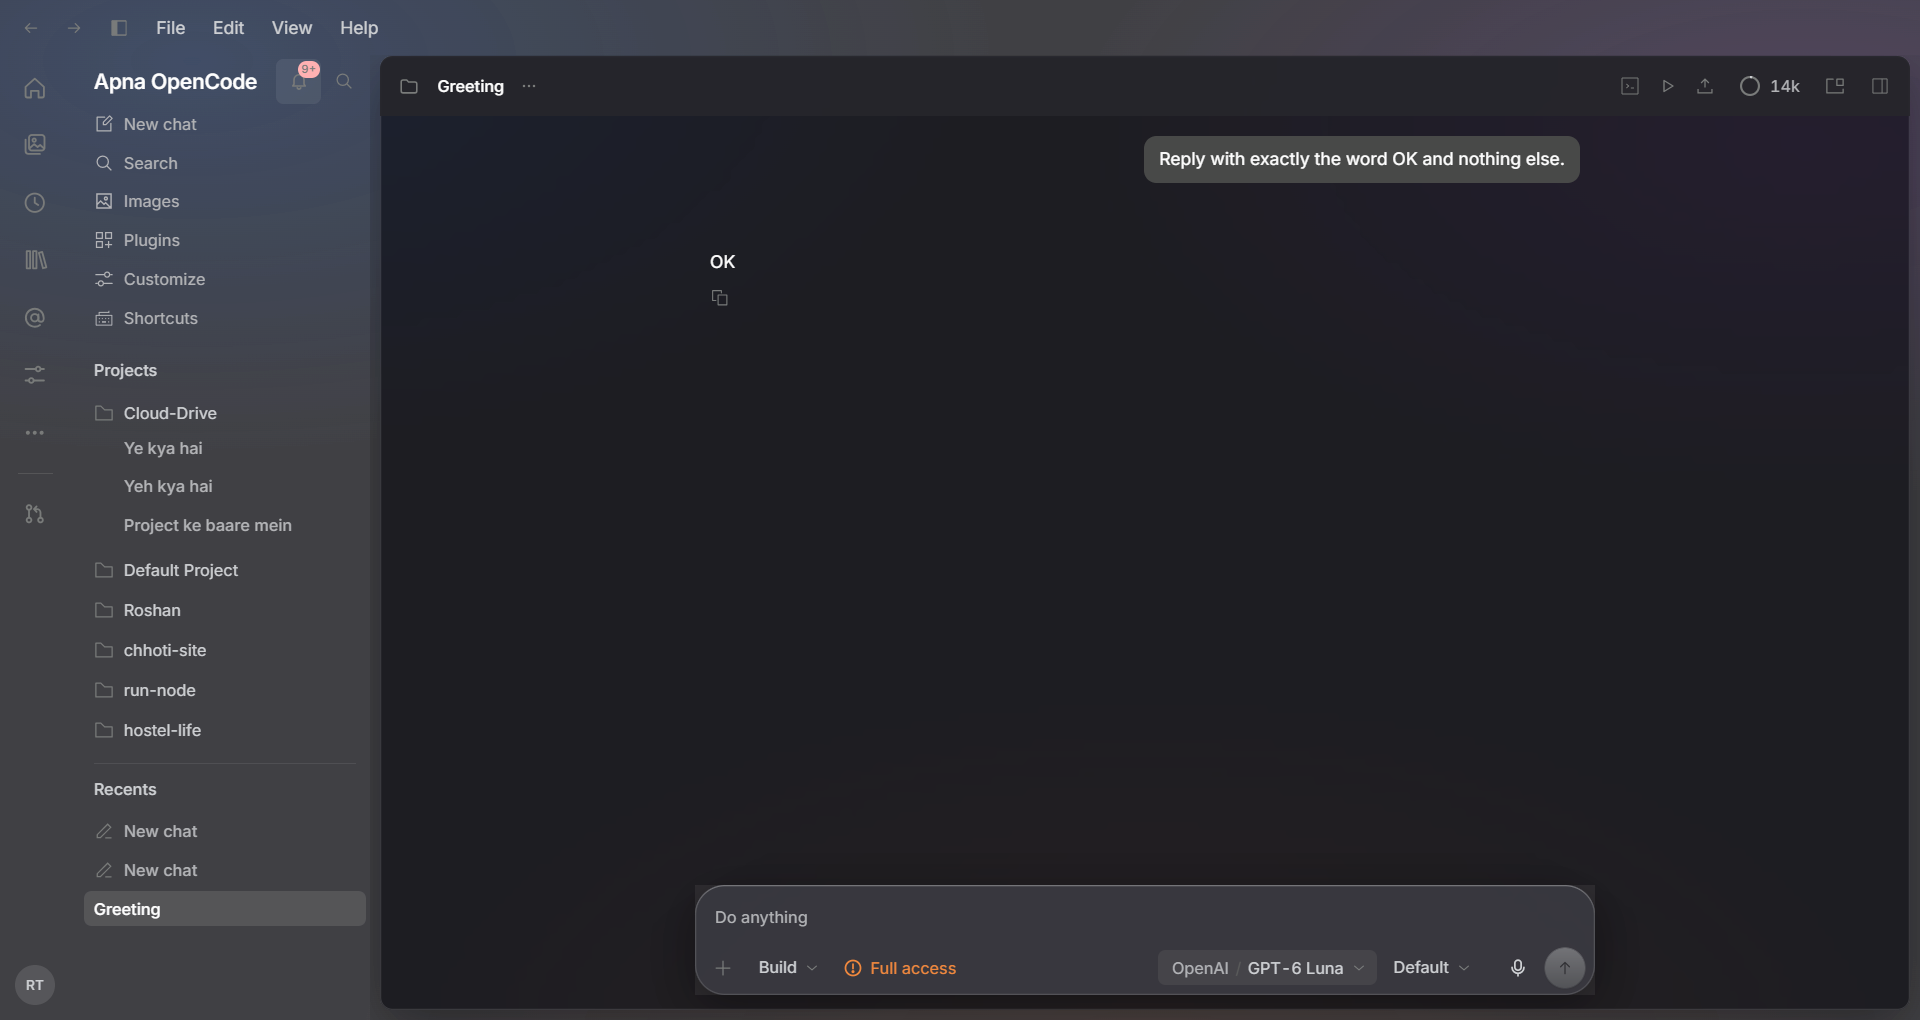 File Edit View Help
Apna OpenCode
9+
New chat
Search
Images
Plugins
Customize
Shortcuts
Projects
Cloud-Drive
Ye kya hai
Yeh kya hai
Project ke baare mein
Default Project
Roshan
chhoti-site
run-node
hostel-life
Recents
New chat
New chat
Greeting
RT
Greeting
14k
Reply with exactly the word OK and nothing else.
OK
Do anything
Build Full access OpenAI / GPT-6 Luna Default